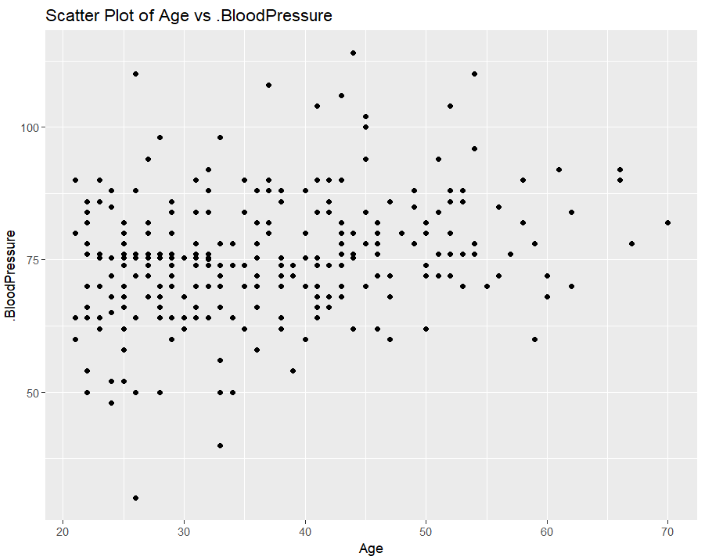 Scatter Plot of Age vs .BloodPressure
100
75
50
.BloodPressure
20 30 40 50 60 70
Age